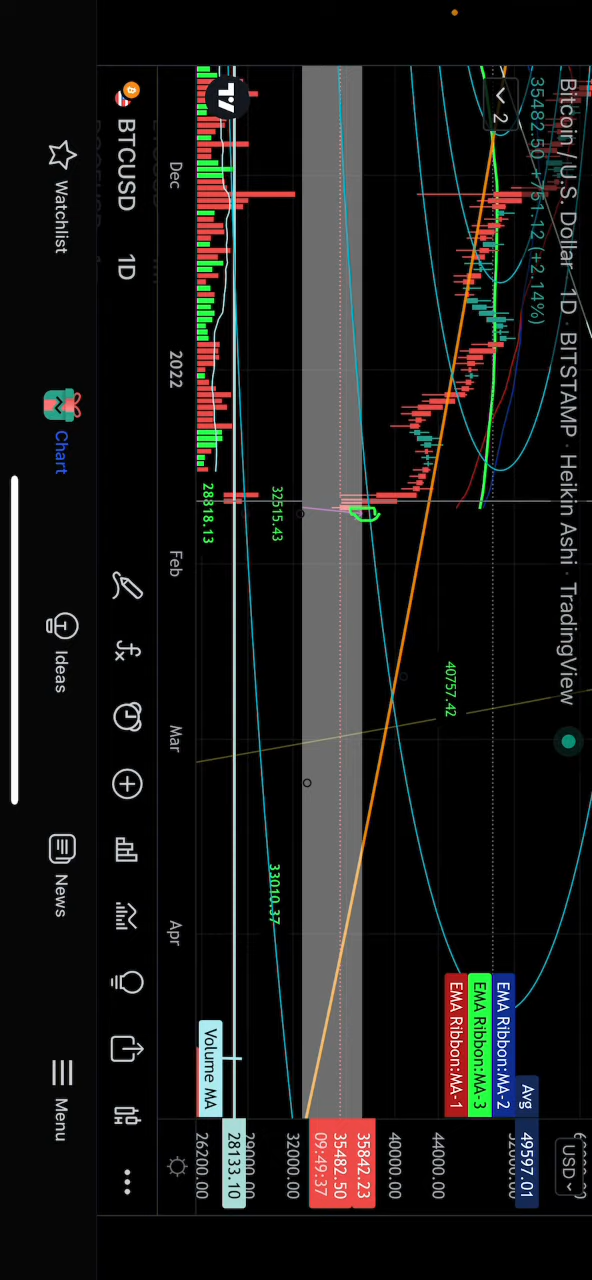 Bitcoin / U.S. Dollar · 1D · BITSTAMP · Heikin Ashi · TradingView
35482.50 +751.12 (+2.14%)
2
USD
Avg 49597.01
EMA Ribbon:MA-2
EMA Ribbon:MA-3
EMA Ribbon:MA-1
44000.00
40757.42
40000.00
35842.23
35482.50
09:49:37
32515.43
33010.37
32000.00
28818.13
28133.10
Volume MA
26200.00
Dec 2022 Feb Mar Apr
BTCUSD 1D
Watchlist Chart Ideas News Menu